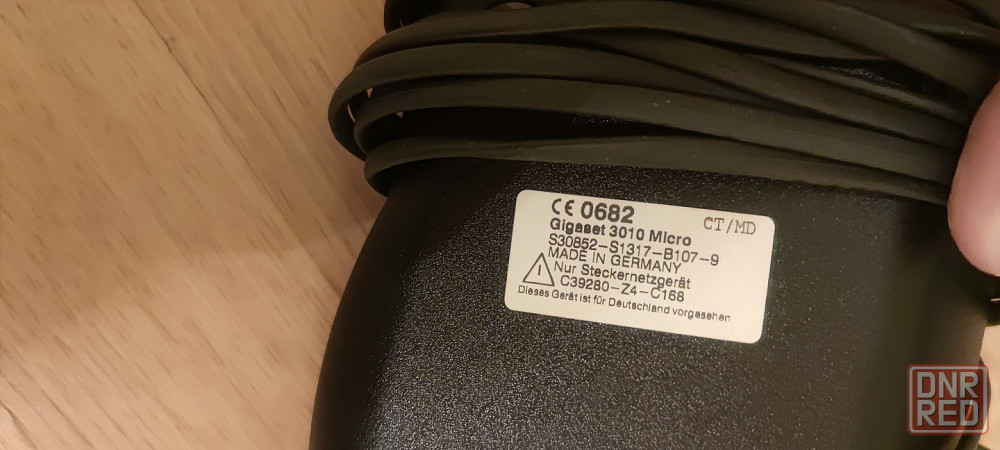 CE 0682
CT/MD
Gigaset 3010 Micro
S30852-S1317-B107-9
MADE IN GERMANY
Nur Steckernetzgerät
C39280-Z4-C168
Dieses Gerät ist für Deutschland vorgesehen
DNR
RED